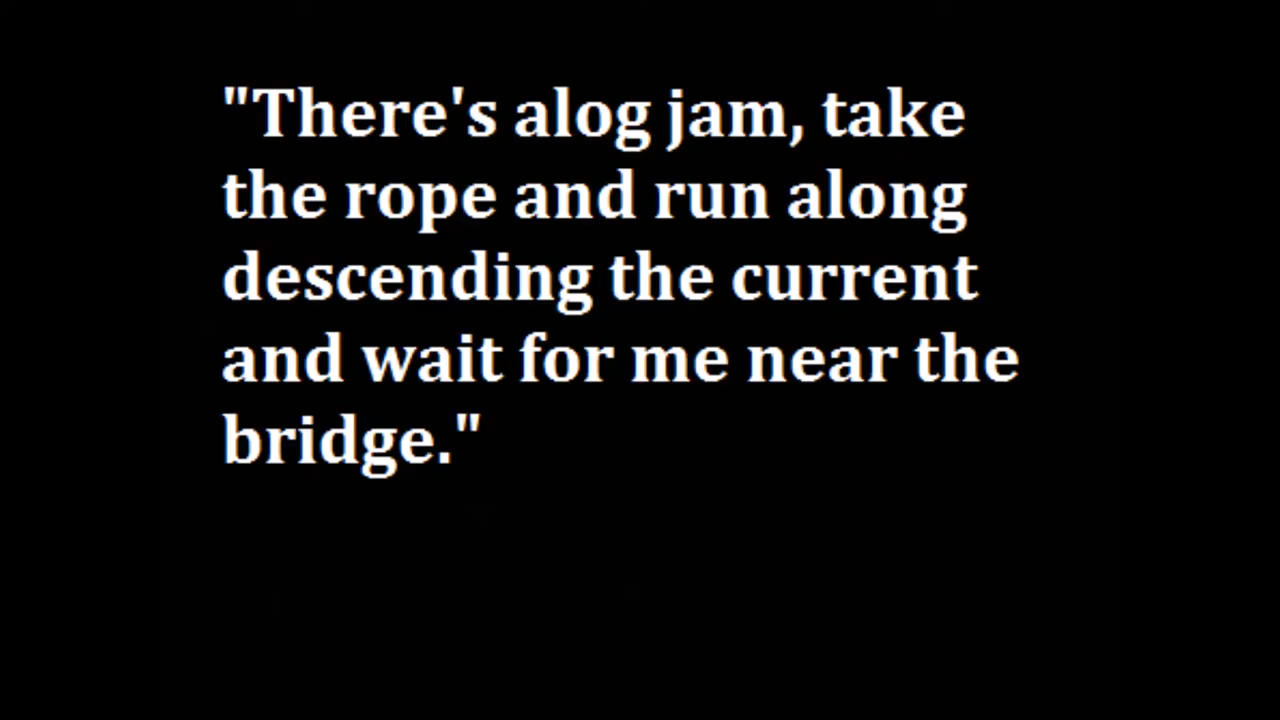 "There's alog jam, take
the rope and run along
descending the current
and wait for me near the
bridge."